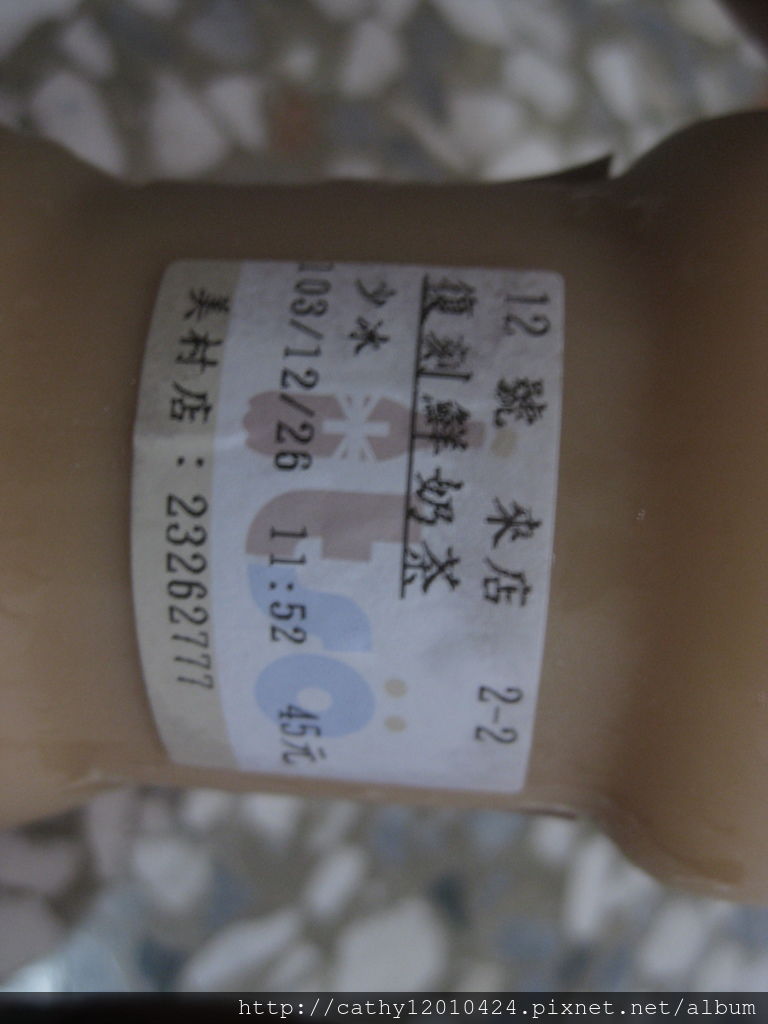 12 號 來店 2-2
復刻鮮奶茶
少冰
103/12/26 11:52 45元
美村店：23262777
http://cathy12010424.pixnet.net/album